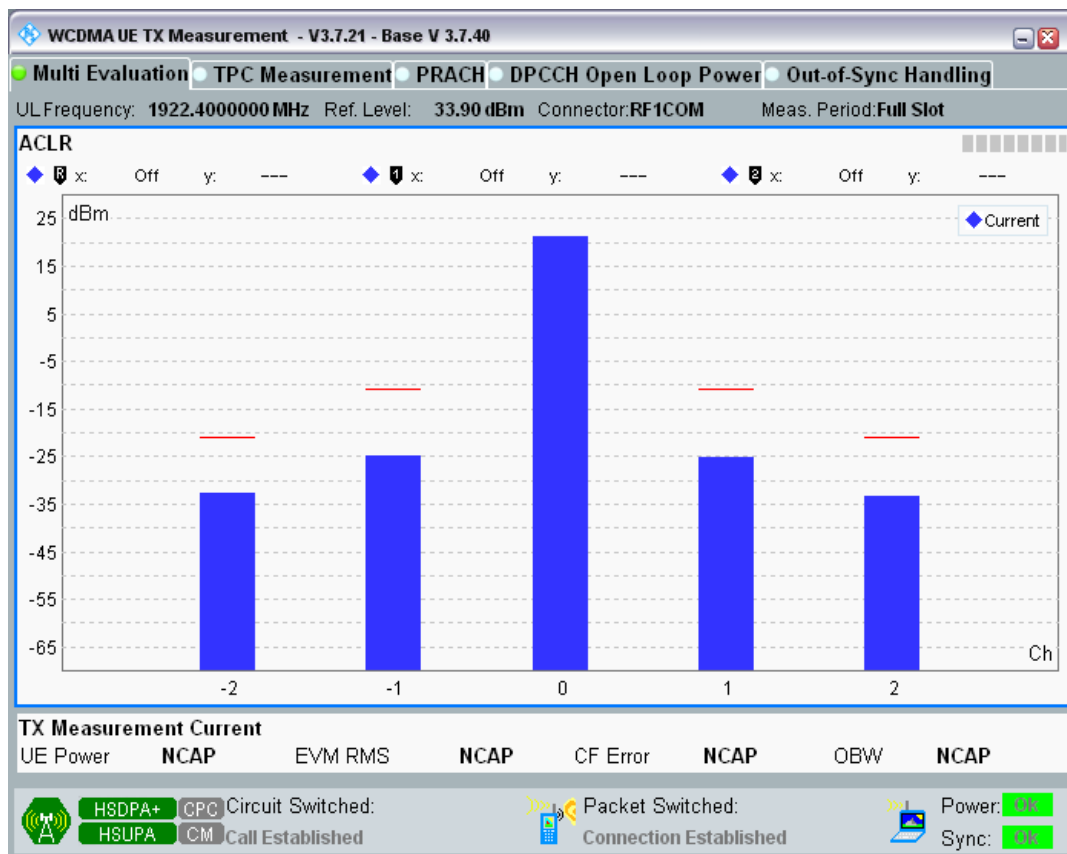 WCDMA UE TX Measurement - V3.7.21 - Base V 3.7.40
Multi Evaluation TPC Measurement PRACH DPCCH Open Loop Power Out-of-Sync Handling
UL Frequency: 1922.4000000 MHz Ref. Level: 33.90 dBm Connector:RF1COM Meas. Period:Full Slot
ACLR
R x: Off y: --- 1 x: Off y: --- 2 x: Off y: ---
25 dBm
Current
15
5
-5
-15
-25
-35
-45
-55
-65
Ch
-2 -1 0 1 2
TX Measurement Current
UE Power NCAP EVM RMS NCAP CF Error NCAP OBW NCAP
HSDPA+ CPC Circuit Switched: Packet Switched: Power: Ok
HSUPA CM Call Established Connection Established Sync: Ok